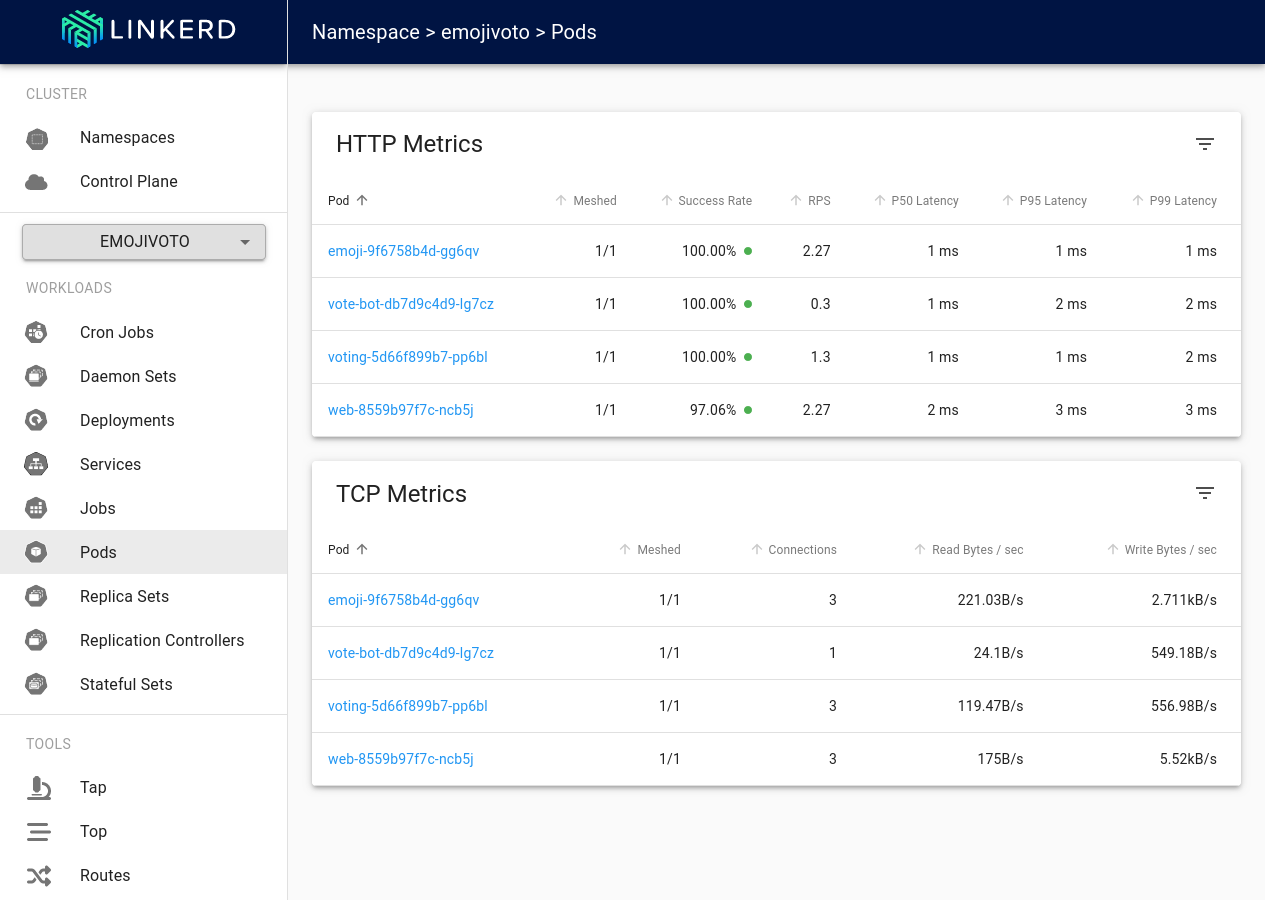 LINKERD
Namespace > emojivoto > Pods
CLUSTER
Namespaces
Control Plane
EMOJIVOTO
WORKLOADS
Cron Jobs
Daemon Sets
Deployments
Services
Jobs
Pods
Replica Sets
Replication Controllers
Stateful Sets
TOOLS
Tap
Top
Routes
HTTP Metrics
Pod Meshed Success Rate RPS P50 Latency P95 Latency P99 Latency
emoji-9f6758b4d-gg6qv 1/1 100.00% 2.27 1 ms 1 ms 1 ms
vote-bot-db7d9c4d9-lg7cz 1/1 100.00% 0.3 1 ms 2 ms 2 ms
voting-5d66f899b7-pp6bl 1/1 100.00% 1.3 1 ms 1 ms 2 ms
web-8559b97f7c-ncb5j 1/1 97.06% 2.27 2 ms 3 ms 3 ms
TCP Metrics
Pod Meshed Connections Read Bytes / sec Write Bytes / sec
emoji-9f6758b4d-gg6qv 1/1 3 221.03B/s 2.711kB/s
vote-bot-db7d9c4d9-lg7cz 1/1 1 24.1B/s 549.18B/s
voting-5d66f899b7-pp6bl 1/1 3 119.47B/s 556.98B/s
web-8559b97f7c-ncb5j 1/1 3 175B/s 5.52kB/s